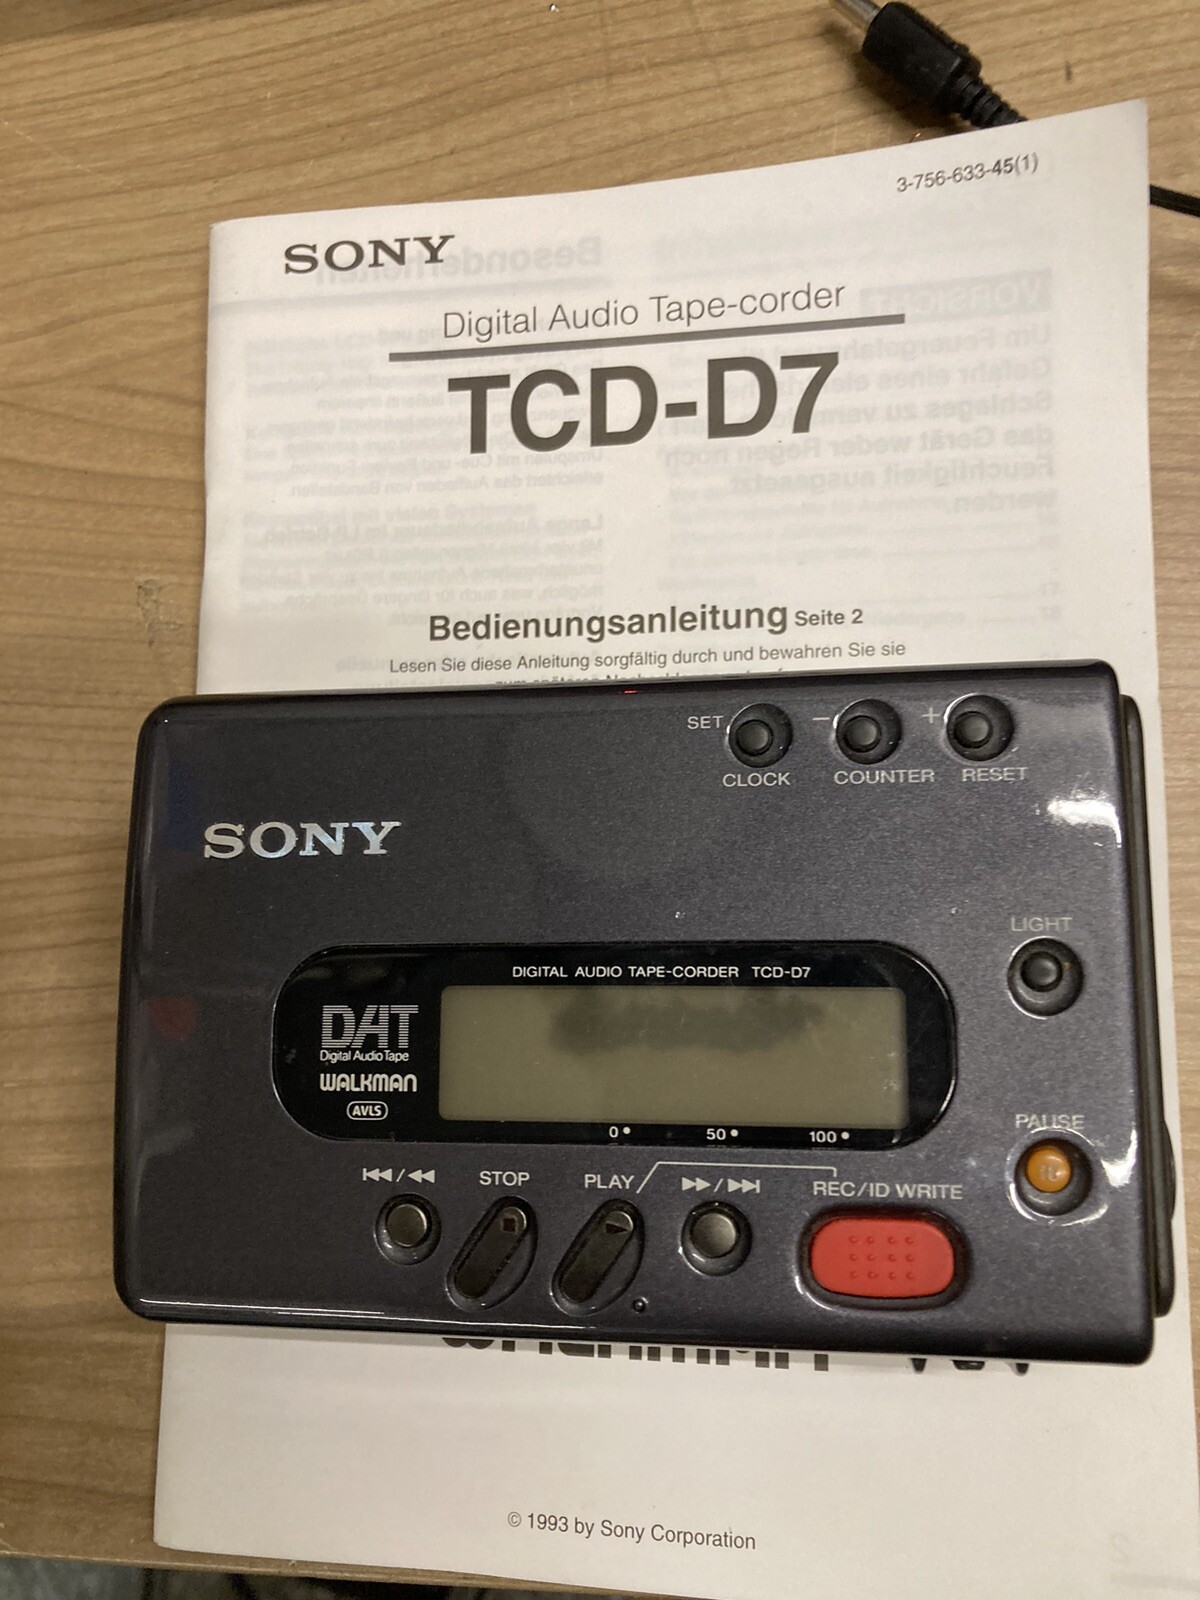 3-756-633-45(1)
SONY
Digital Audio Tape-corder
TCD-D7
Bedienungsanleitung Seite 2
Lesen Sie diese Anleitung sorgfältig durch und bewahren Sie sie
SET - +
CLOCK COUNTER RESET
SONY
LIGHT
DIGITAL AUDIO TAPE-CORDER TCD-D7
DAT
Digital Audio Tape
WALKMAN
AVLS
0 • 50 • 100 •
PAUSE
STOP PLAY REC/ID WRITE
© 1993 by Sony Corporation